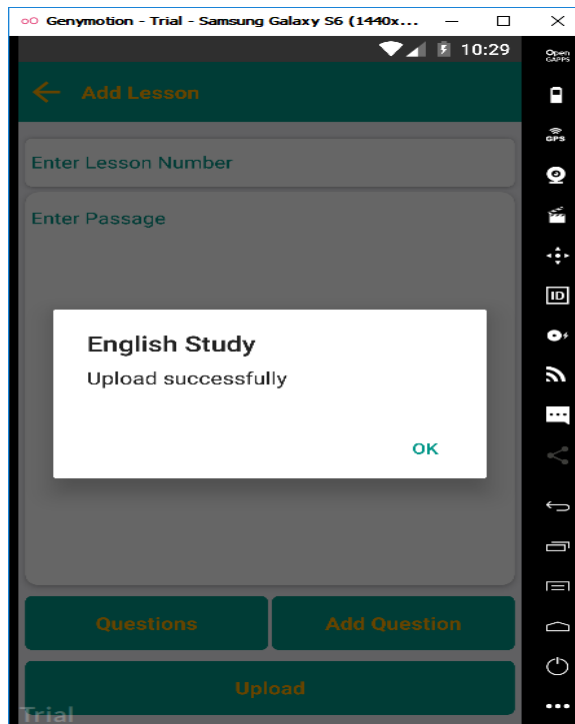 Genymotion - Trial - Samsung Galaxy S6 (1440x...
10:29
Open
GAPPS
Add Lesson
GPS
Enter Lesson Number
Enter Passage
ID
English Study
Upload successfully
OK
Questions
Add Question
Upload
Trial